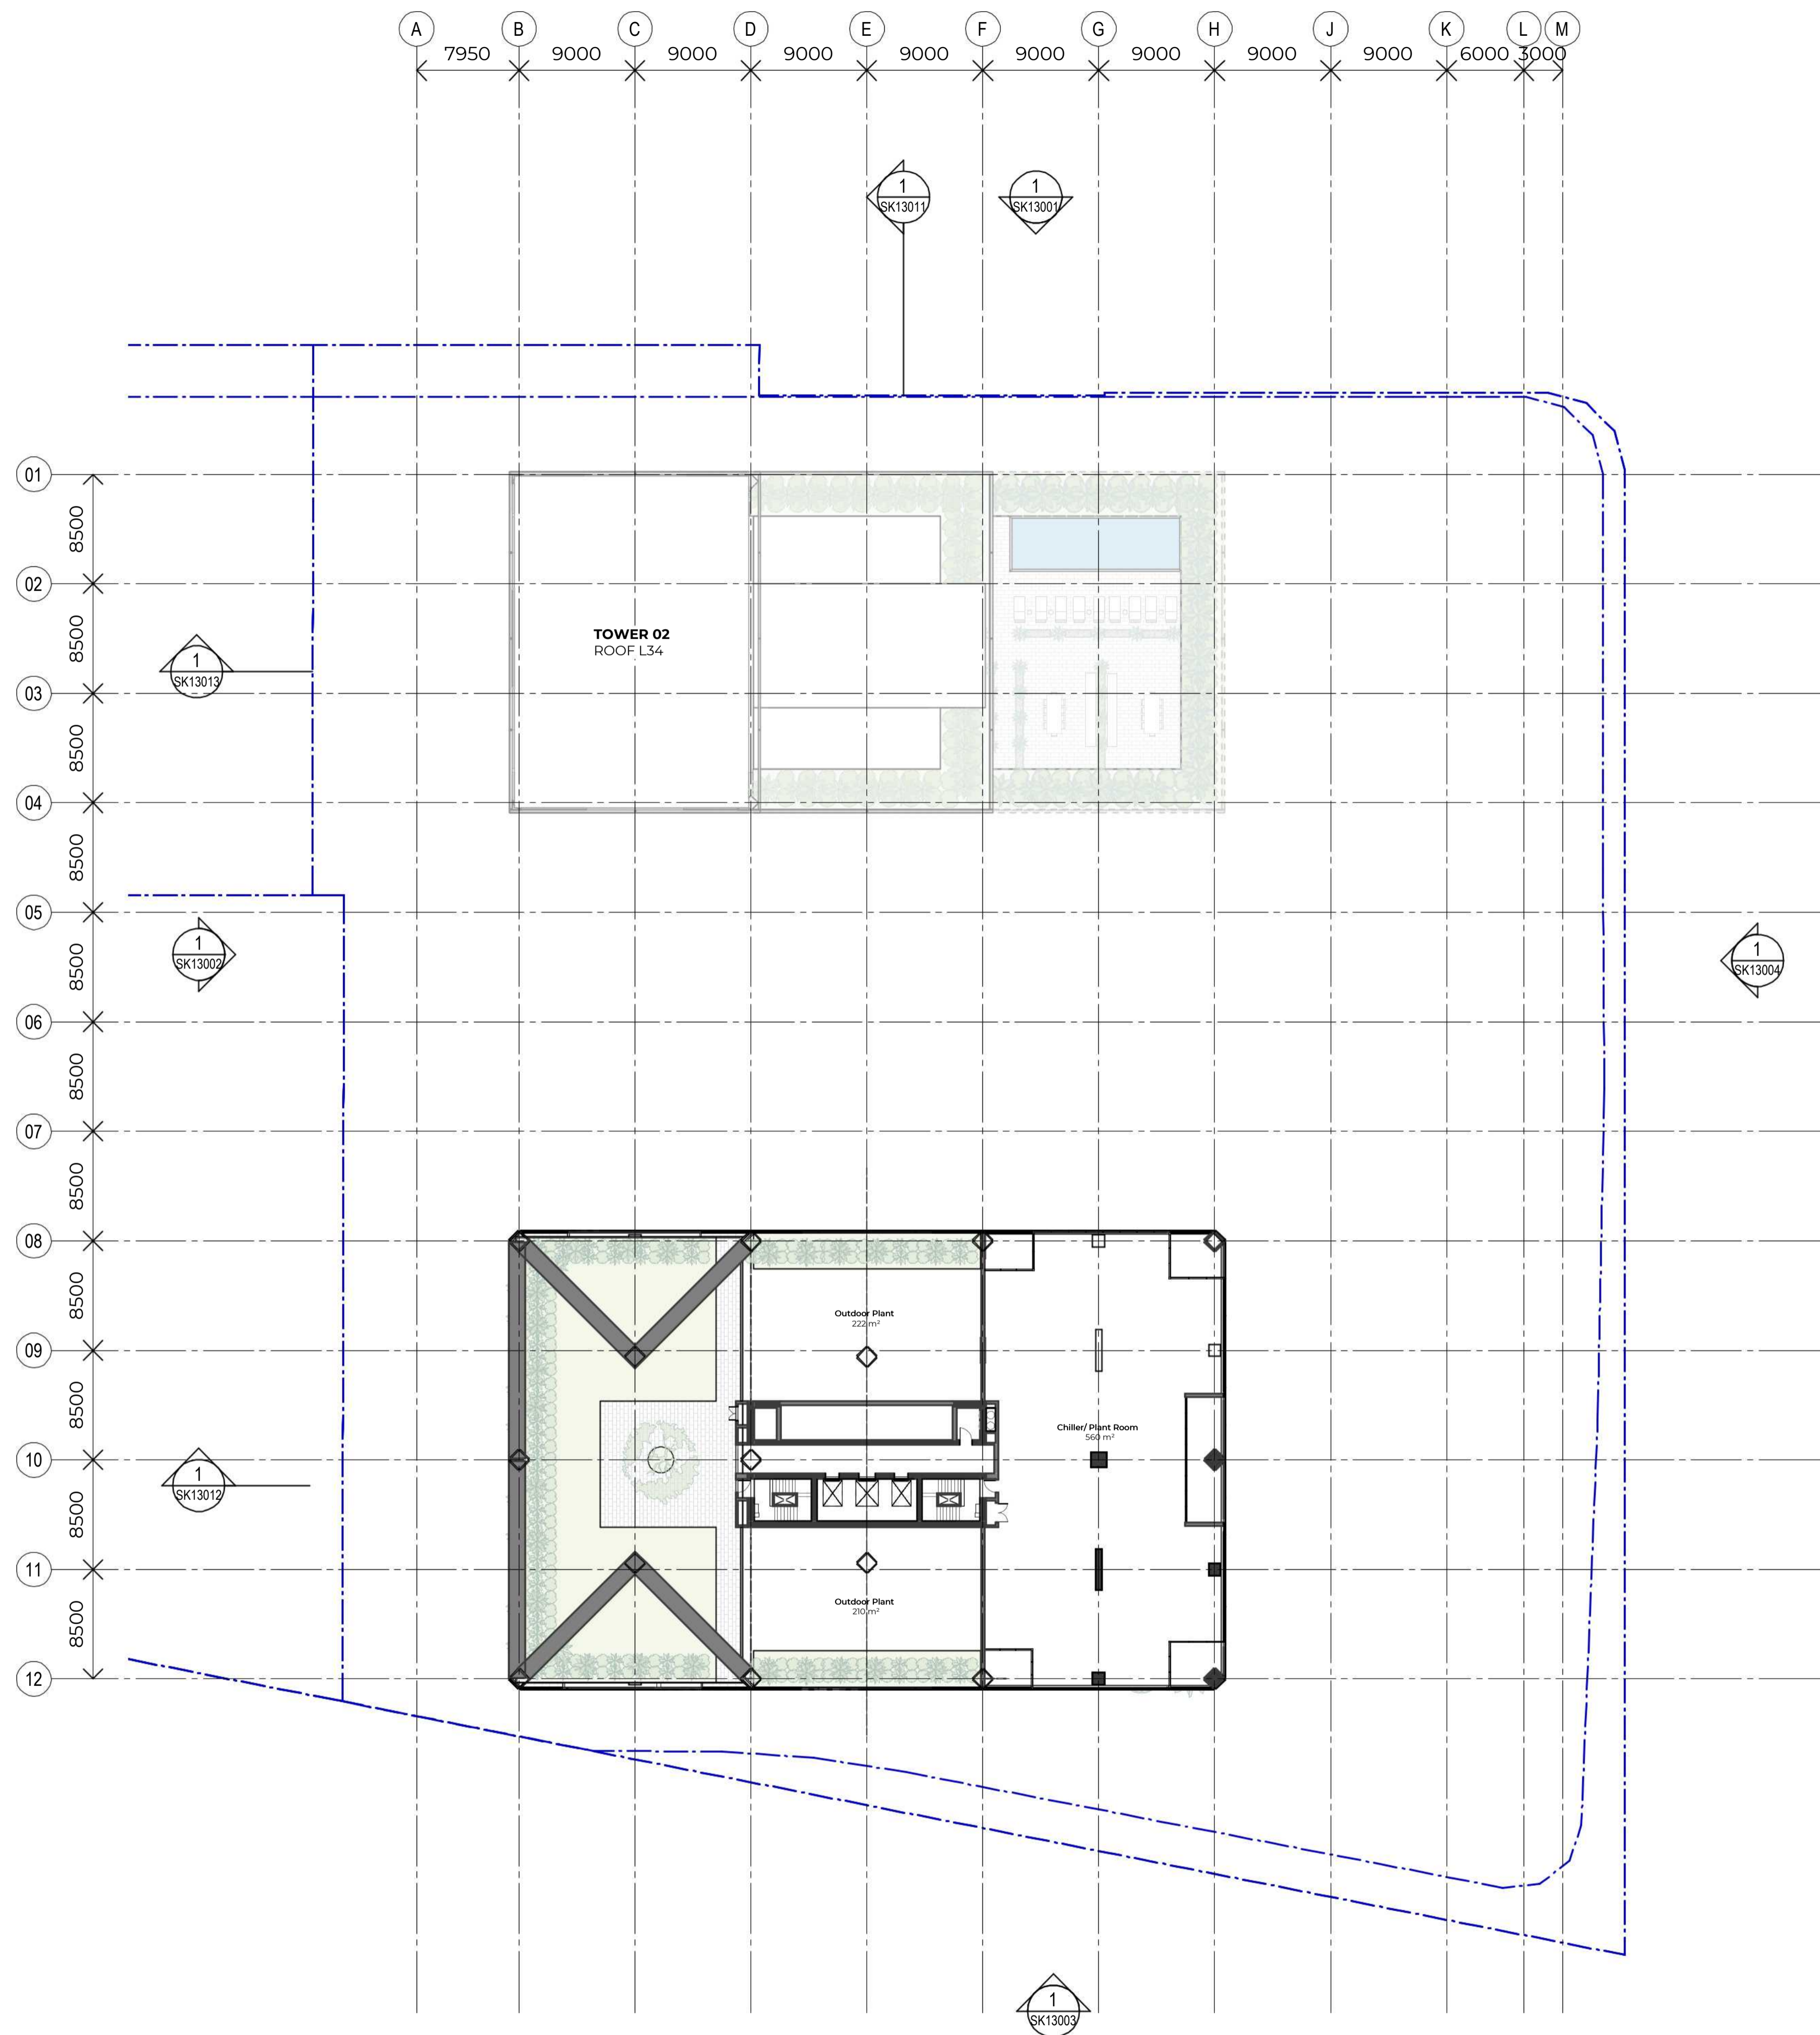 A B C D E F G H J K L M
7950 9000 9000 9000 9000 9000 9000 9000 9000 6000 3000
1
SK13011
1
SK13001
01
8500
02
8500
TOWER 02
ROOF L34
1
SK13013
03
8500
04
8500
05
1
SK13002
1
SK13004
8500
06
8500
07
8500
08
8500
Outdoor Plant
222 m²
09
8500
Chiller/ Plant Room
560 m²
10
1
SK13012
8500
11
Outdoor Plant
210 m²
8500
12
1
SK13003